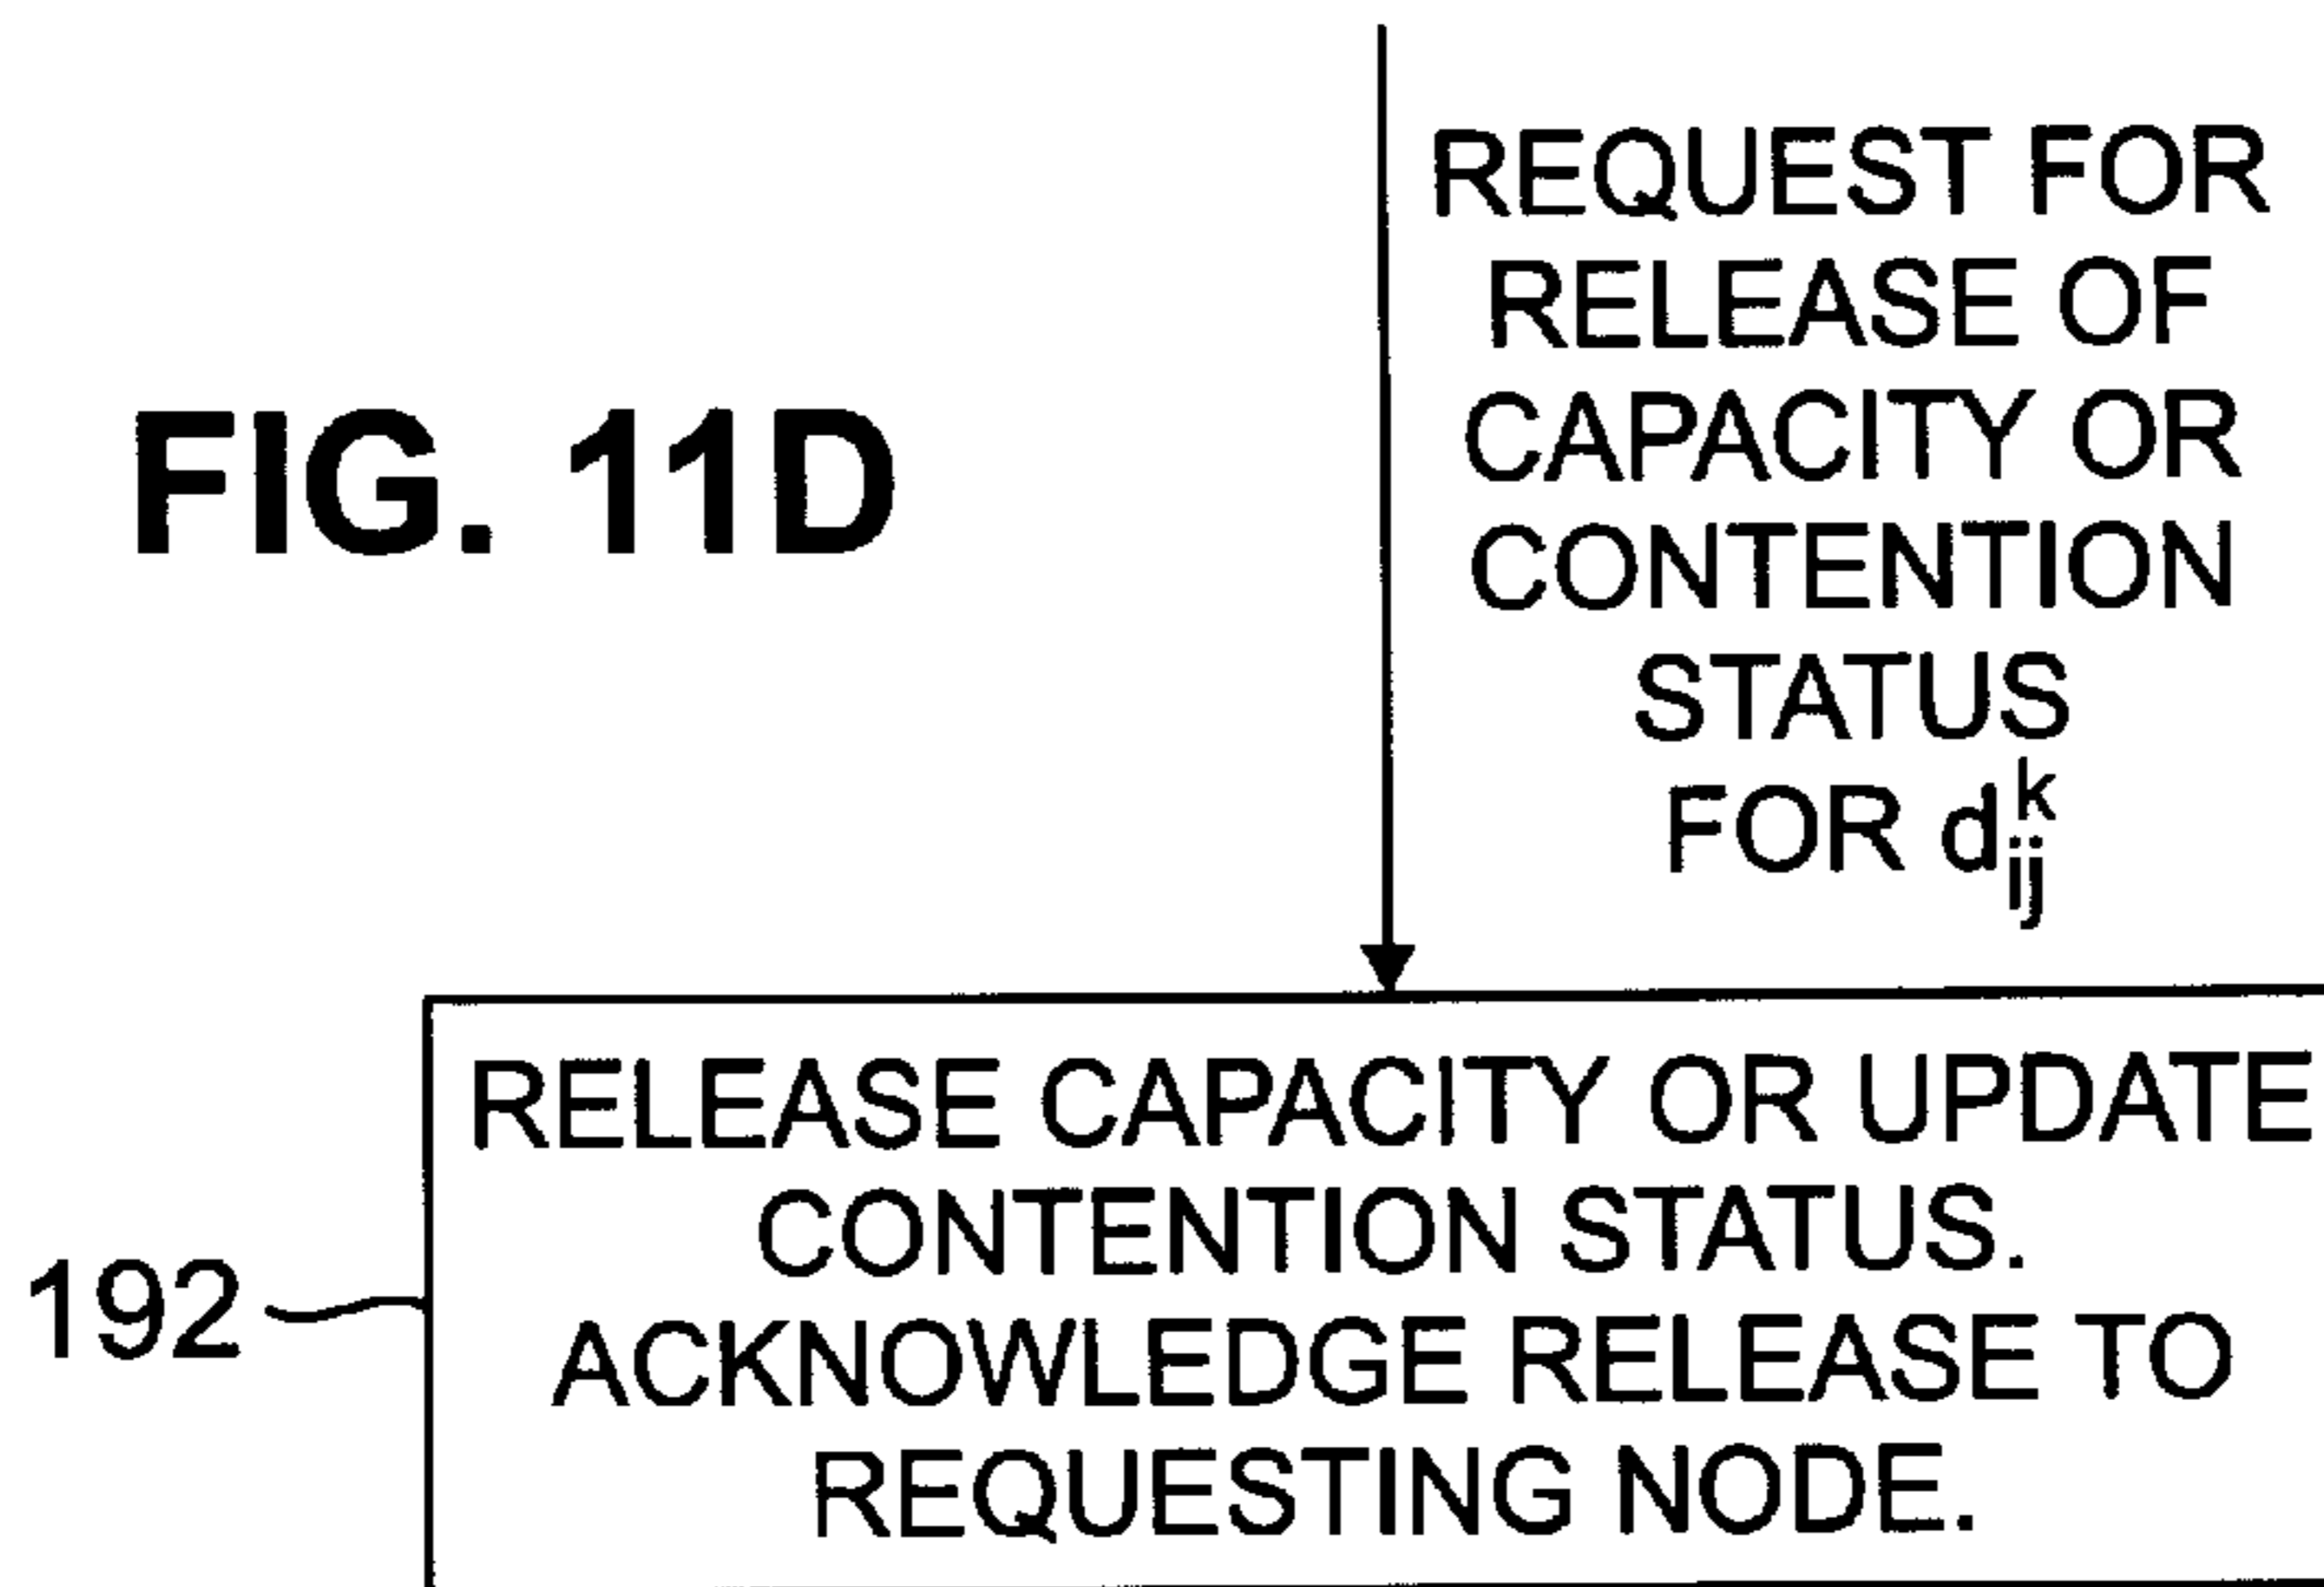 REQUEST FOR
RELEASE OF
CAPACITY OR
CONTENTION
STATUS
FOR d^k_ij
FIG. 11D
RELEASE CAPACITY OR UPDATE
CONTENTION STATUS.
ACKNOWLEDGE RELEASE TO
REQUESTING NODE.
192